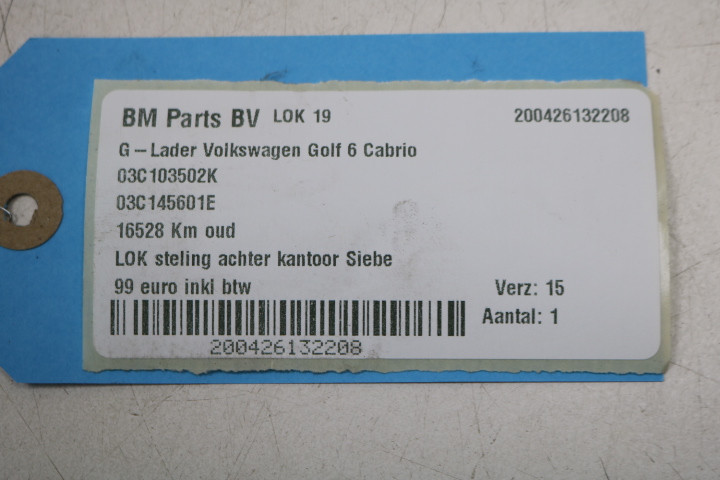 BM Parts BV LOK 19 200426132208
G-Lader Volkswagen Golf 6 Cabrio
03C103502K
03C145601E
16528 Km oud
LOK steling achter kantoor Siebe
99 euro inkl btw Verz: 15
Aantal: 1
200426132208